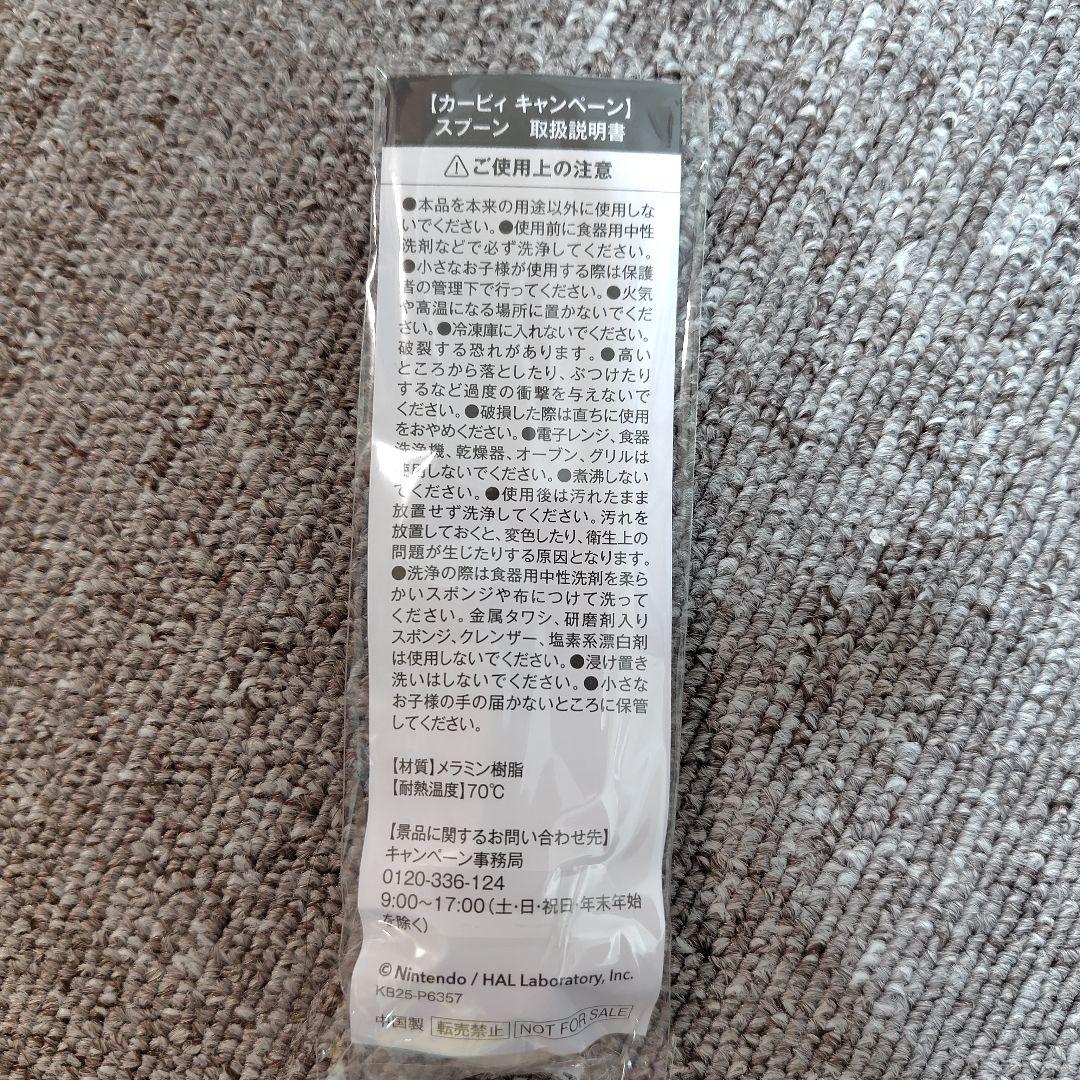 【カービィ キャンペーン】
スプーン 取扱説明書
⚠ご使用上の注意
●本品を本来の用途以外に使用しな
いでください。●使用前に食器用中性
洗剤などで必ず洗浄してください。
●小さなお子様が使用する際は保護
者の管理下で行ってください。●火気
や高温になる場所に置かないでくだ
さい。●冷凍庫に入れないでください。
破裂する恐れがあります。●高い
ところから落としたり、ぶつけたり
するなど過度の衝撃を与えないで
ください。●破損した際は直ちに使用
をおやめください。●電子レンジ、食器
洗浄機、乾燥器、オーブン、グリルは
使用しないでください。●煮沸しない
でください。●使用後は汚れたまま
放置せず洗浄してください。汚れを
放置しておくと、変色したり、衛生上の
問題が生じたりする原因となります。
●洗浄の際は食器用中性洗剤を柔ら
かいスポンジや布につけて洗って
ください。金属タワシ、研磨剤入り
スポンジ、クレンザー、塩素系漂白剤
は使用しないでください。●浸け置き
洗いはしないでください。●小さな
お子様の手の届かないところに保管
してください。
【材質】メラミン樹脂
【耐熱温度】70℃
【景品に関するお問い合わせ先】
キャンペーン事務局
0120-336-124
9:00~17:00(土・日・祝日・年末年始
を除く)
© Nintendo / HAL Laboratory, Inc.
KB25-P6357
中国製 転売禁止 NOT FOR SALE